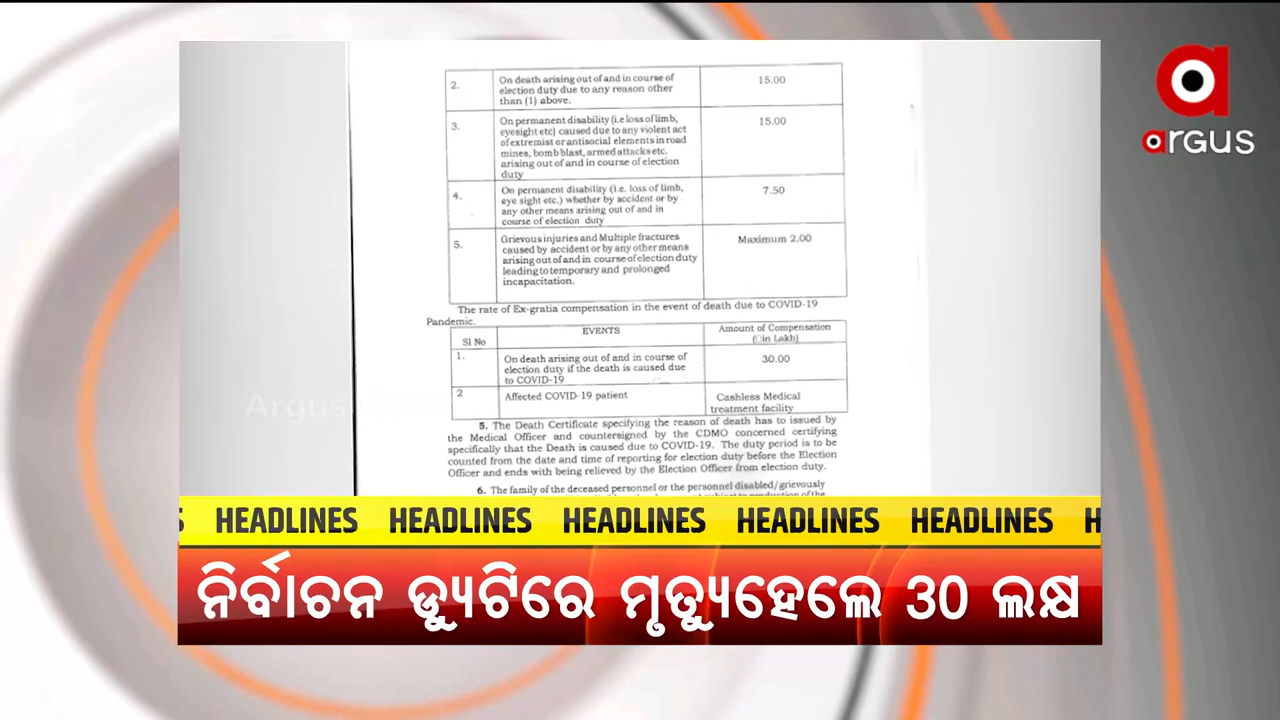 2.
On death arising out of and in course of
election duty due to any reason other
than (1) above.
15.00
3.
On permanent disability (i.e loss of limb,
eyesight etc) caused due to any violent act
of extremist or antisocial elements in road
mines, bomb blast, armed attacks etc.
arising out of and in course of election
duty
15.00
4.
On permanent disability (i.e. loss of limb,
eye sight etc.) whether by accident or by
any other means arising out of and in
course of election duty
7.50
5.
Grievous injuries and Multiple fractures
caused by accident or by any other means
arising out of and in course of election duty
leading to temporary and prolonged
incapacitation.
Maximum 2.00
The rate of Ex-gratia compensation in the event of death due to COVID-19
Pandemic.
Sl No
EVENTS
Amount of Compensation
(□in Lakh)
1.
On death arising out of and in course of
election duty if the death is caused due
to COVID-19
30.00
2
Affected COVID-19 patient
Cashless Medical
treatment facility
5. The Death Certificate specifying the reason of death has to issued by
the Medical Officer and countersigned by the CDMO concerned certifying
specifically that the Death is caused due to COVID-19. The duty period is to be
counted from the date and time of reporting for election duty before the Election
Officer and ends with being relieved by the Election Officer from election duty.
6. The family of the deceased personnel or the personnel disabled/grievously
Argus
argus
HEADLINES HEADLINES HEADLINES HEADLINES HEADLINES H
ନିର୍ବାଚନ ଡ୍ୟୁଟିରେ ମୃତ୍ୟୁହେଲେ 30 ଲକ୍ଷ